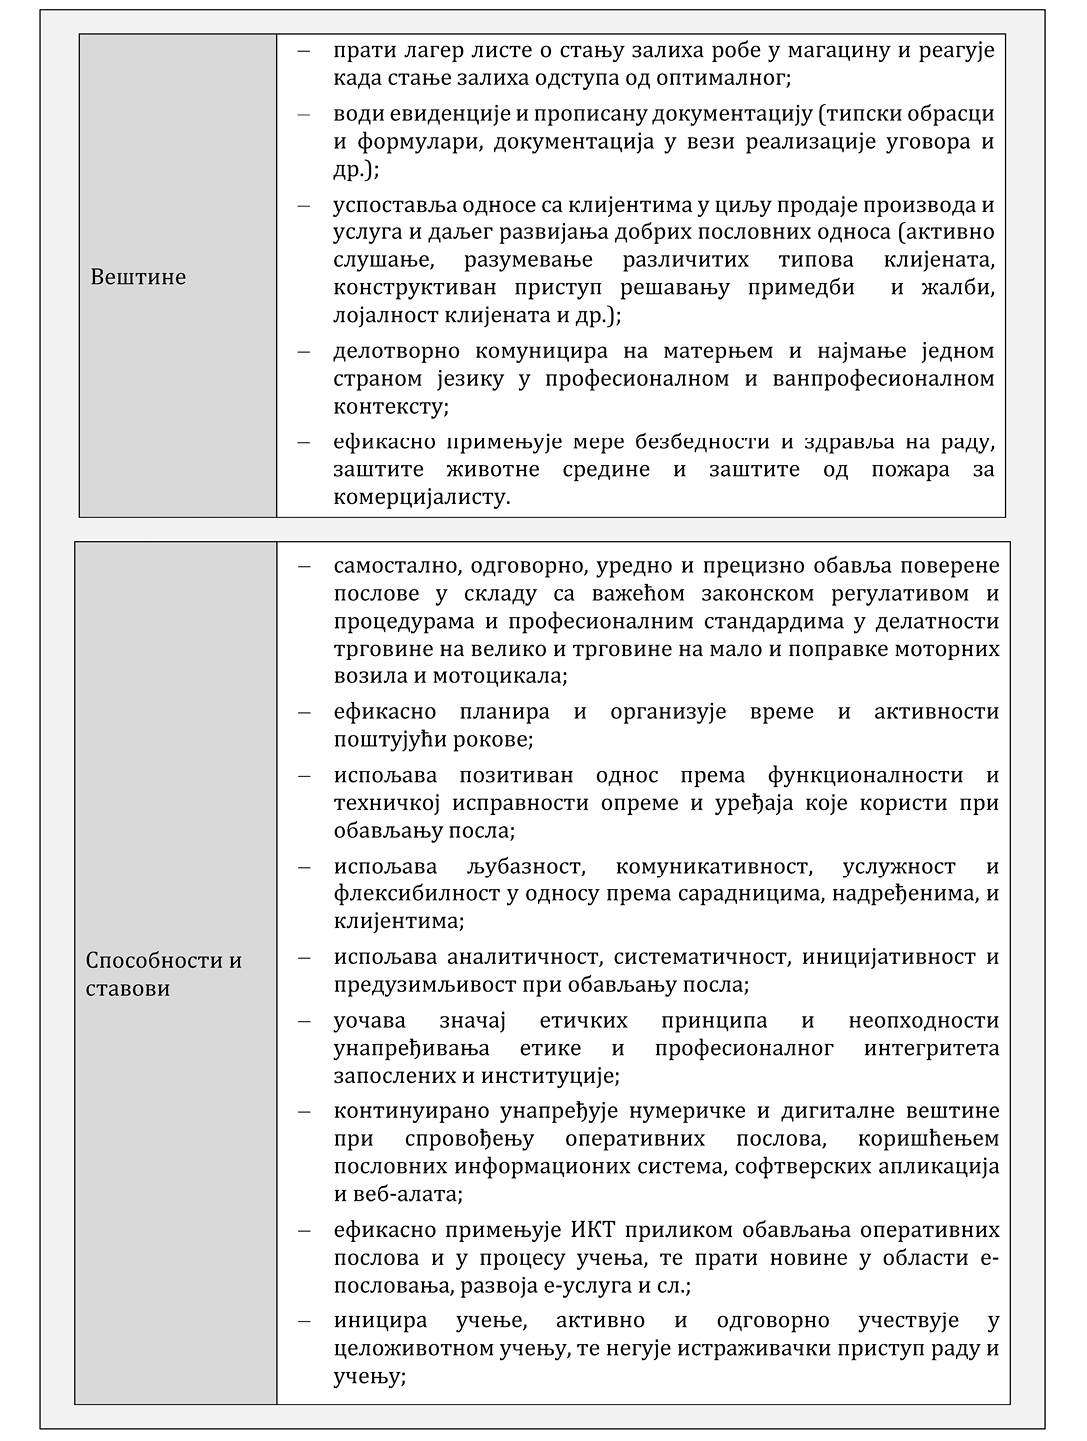 – прати лагер листе о стању залиха робе у магацину и реагује
када стање залиха одступа од оптималног;
– води евиденције и прописану документацију (типски обрасци
и формулари, документација у вези реализације уговора и
др.);
– успоставља односе са клијентима у циљу продаје производа и
услуга и даљег развијања добрих пословних односа (активно
слушање, разумевање различитих типова клијената,
конструктиван приступ решавању примедби и жалби,
лојалност клијената и др.);
– делотворно комуницира на матерњем и најмање једном
страном језику у професионалном и ванпрофесионалном
контексту;
– ефикасно примењује мере безбедности и здравља на раду,
заштите животне средине и заштите од пожара за
комерцијалисту.
Вештине
– самостално, одговорно, уредно и прецизно обавља поверене
послове у складу са важећом законском регулативом и
процедурама и професионалним стандардима у делатности
трговине на велико и трговине на мало и поправке моторних
возила и мотоцикала;
– ефикасно планира и организује време и активности
поштујући рокове;
– испољава позитиван однос према функционалности и
техничкој исправности опреме и уређаја које користи при
обављању посла;
– испољава љубазност, комуникативност, услужност и
флексибилност у односу према сарадницима, надређенима, и
клијентима;
– испољава аналитичност, систематичност, иницијативност и
предузимљивост при обављању посла;
– уочава значај етичких принципа и неопходности
унапређивања етике и професионалног интегритета
запослених и институције;
– континуирано унапређује нумеричке и дигиталне вештине
при спровођењу оперативних послова, коришћењем
пословних информационих система, софтверских апликација
и веб-алата;
– ефикасно примењује ИКТ приликом обављања оперативних
послова и у процесу учења, те прати новине у области е-
пословања, развоја е-услуга и сл.;
– иницира учење, активно и одговорно учествује у
целоживотном учењу, те негује истраживачки приступ раду и
учењу;
Способности и
ставови